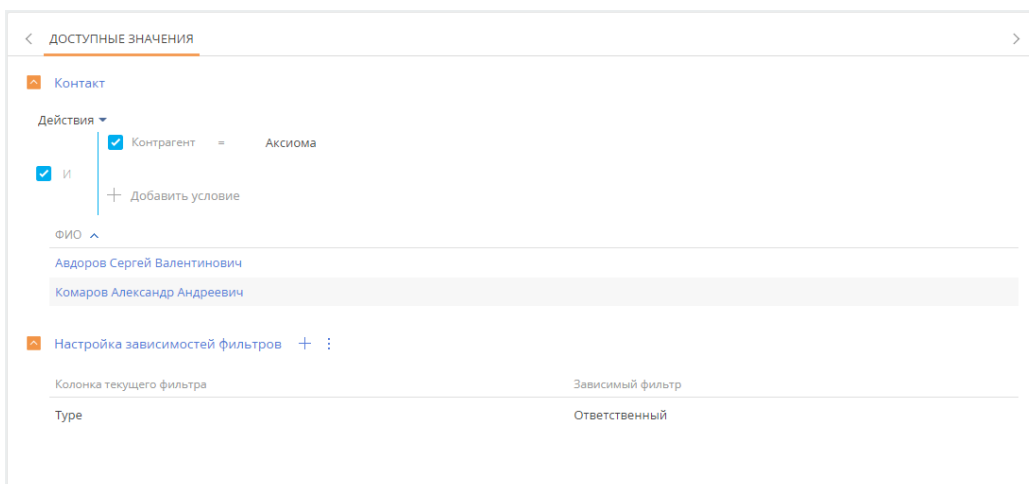 ДОСТУПНЫЕ ЗНАЧЕНИЯ
Контакт
Действия
Контрагент = Аксиома
И
Добавить условие
ФИО
Авдоров Сергей Валентинович
Комаров Александр Андреевич
Настройка зависимостей фильтров
Колонка текущего фильтра Зависимый фильтр
Type Ответственный